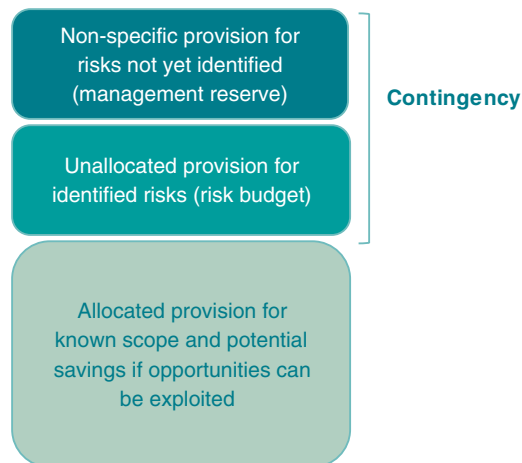 Non-specific provision for
risks not yet identified
(management reserve)
Contingency
Unallocated provision for
identified risks (risk budget)
Allocated provision for
known scope and potential
savings if opportunities can
be exploited